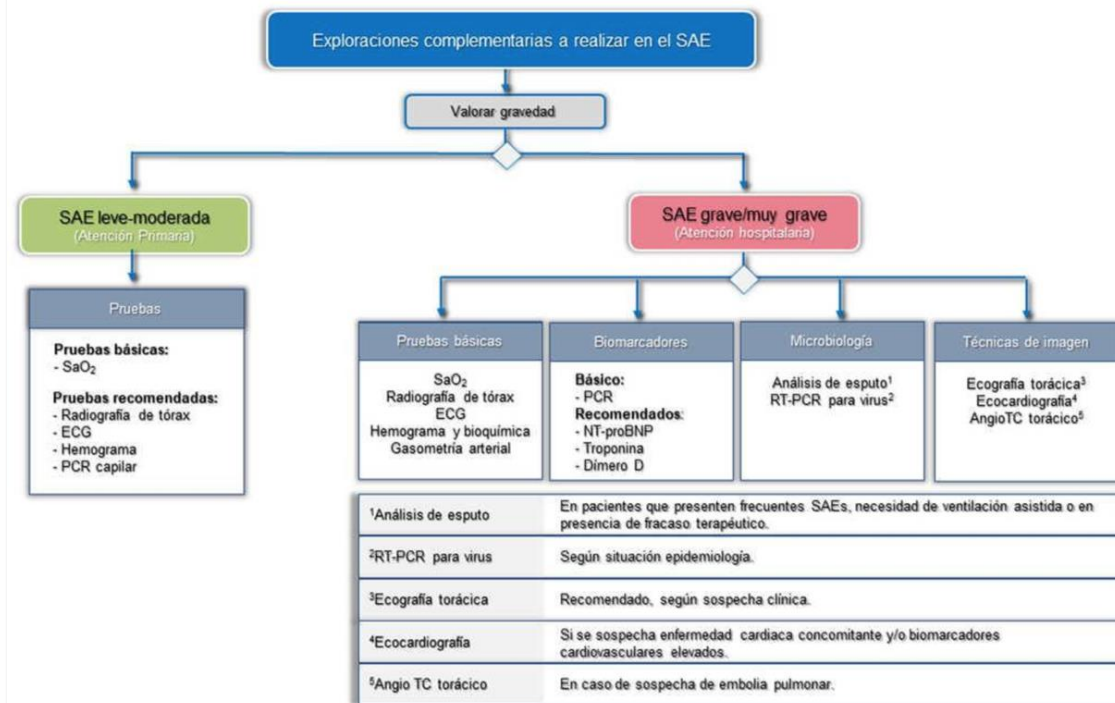 Exploraciones complementarias a realizar en el SAE
Valorar gravedad
SAE leve-moderada
(Atención Primaria)
Pruebas
Pruebas básicas:
- SaO₂
Pruebas recomendadas:
- Radiografía de tórax
- ECG
- Hemograma
- PCR capilar
SAE grave/muy grave
(Atención hospitalaria)
Pruebas básicas
SaO₂
Radiografía de tórax
ECG
Hemograma y bioquímica
Gasometría arterial
Biomarcadores
Básico:
- PCR
Recomendados:
- NT-proBNP
- Troponina
- Dímero D
Microbiología
Análisis de esputo¹
RT-PCR para virus²
Técnicas de imagen
Ecografía torácica³
Ecocardiografía⁴
AngioTC torácico⁵
¹Análisis de esputo
En pacientes que presenten frecuentes SAEs, necesidad de ventilación asistida o en
presencia de fracaso terapéutico.
²RT-PCR para virus
Según situación epidemiología.
³Ecografía torácica
Recomendado, según sospecha clínica.
⁴Ecocardiografía
Si se sospecha enfermedad cardiaca concomitante y/o biomarcadores
cardiovasculares elevados.
⁵Angio TC torácico
En caso de sospecha de embolia pulmonar.